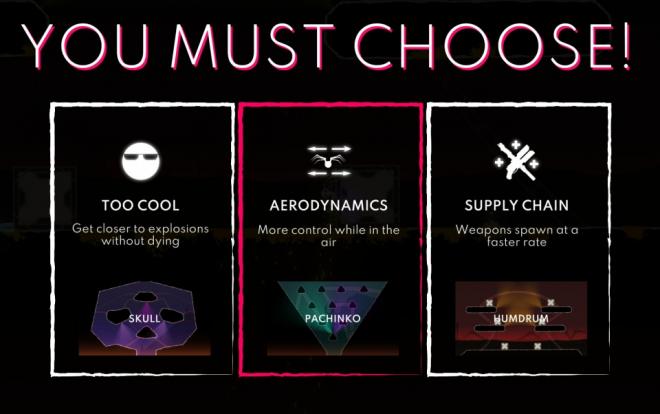 YOU MUST CHOOSE!
TOO COOL
Get closer to explosions
without dying
SKULL
AERODYNAMICS
More control while in the
air
PACHINKO
SUPPLY CHAIN
Weapons spawn at a
faster rate
HUMDRUM